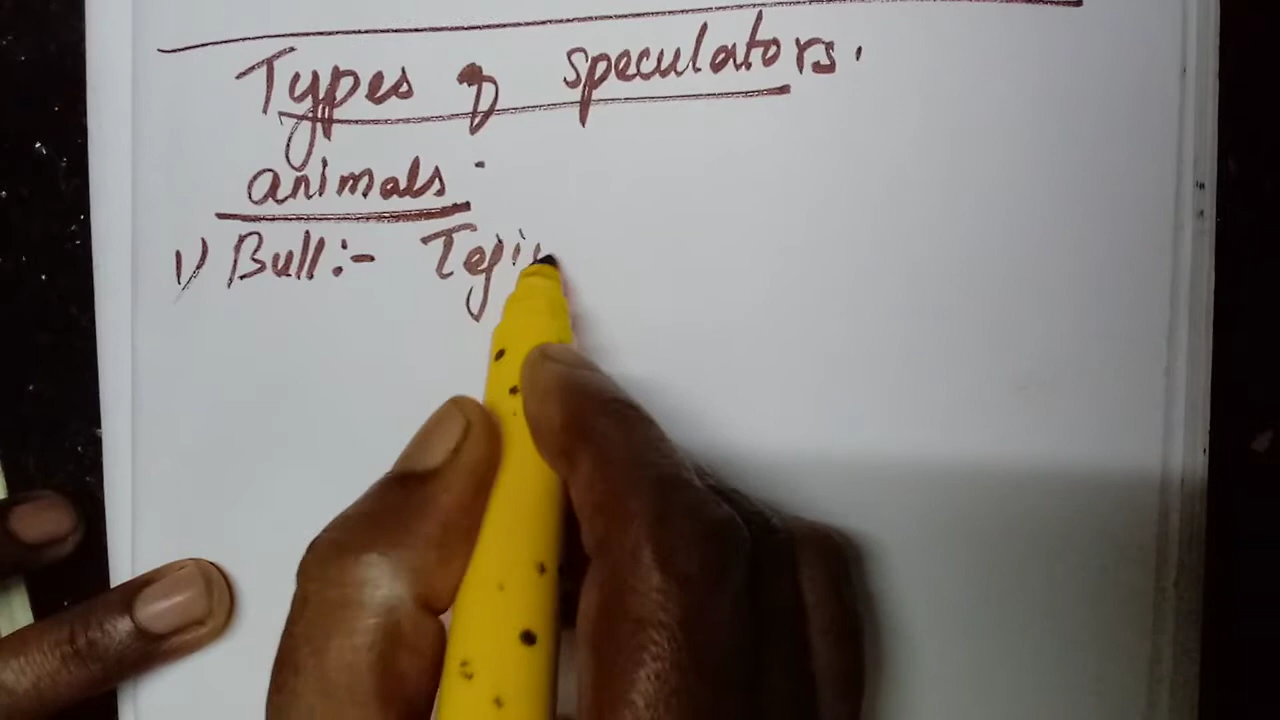 Types of speculators.
animals:
1) Bull:- Teji